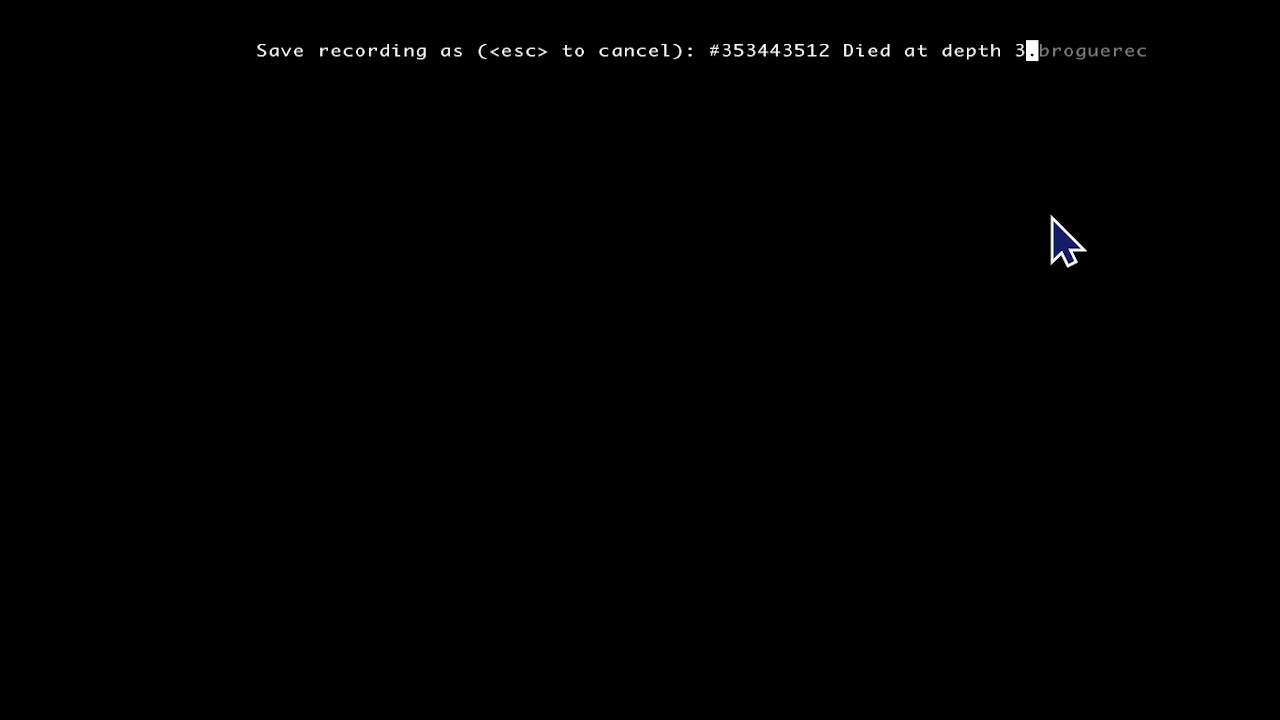 Save recording as (<esc> to cancel): #353443512 Died at depth 3.broguerec